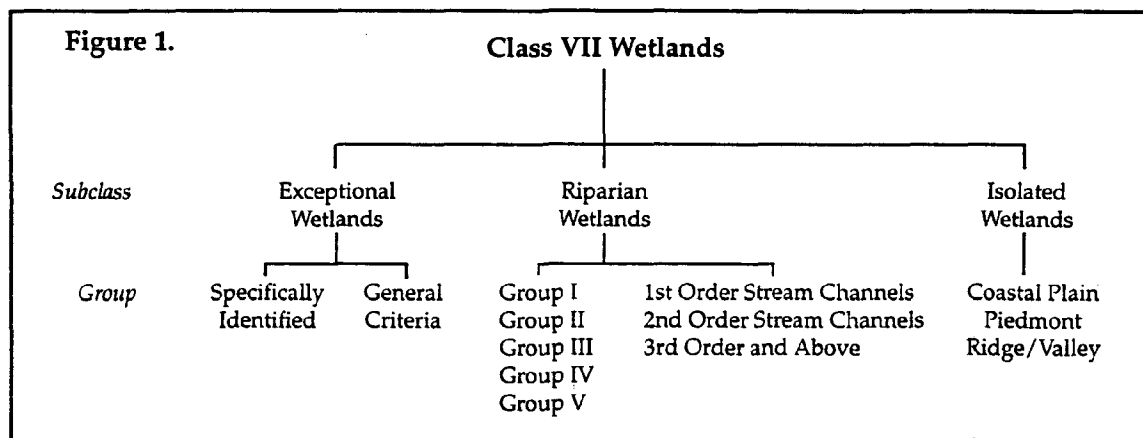 Figure 1.
Class VII Wetlands
Subclass
Exceptional
Wetlands
Riparian
Wetlands
Isolated
Wetlands
Group
Specifically
Identified
General
Criteria
Group I
Group II
Group III
Group IV
Group V
1st Order Stream Channels
2nd Order Stream Channels
3rd Order and Above
Coastal Plain
Piedmont
Ridge/Valley